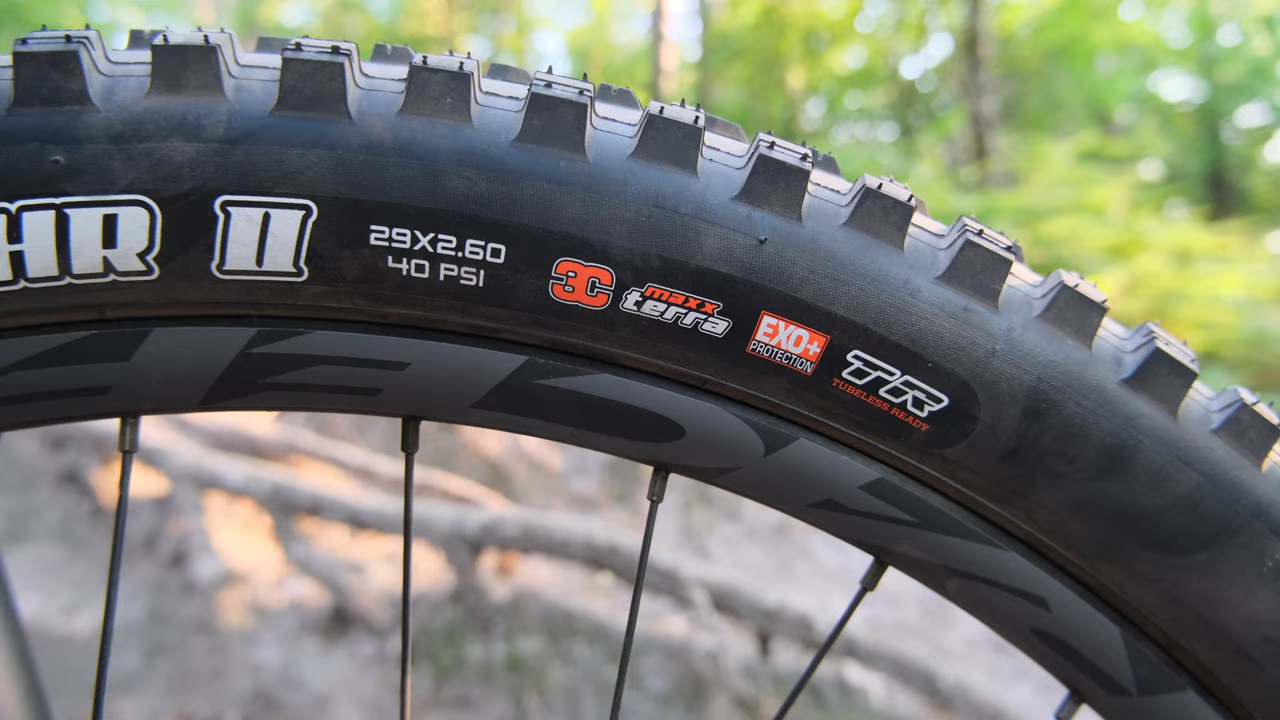 HR II
29X2.60
40 PSI
3C maxx
terra
EXO+
PROTECTION
TR
TUBELESS READY